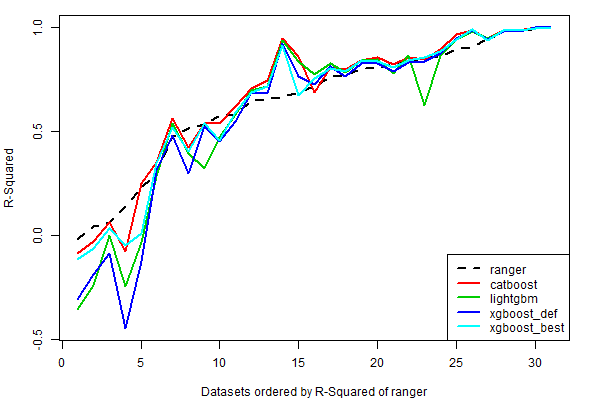 1.0
0.5
0.0
-0.5
R-Squared
0 5 10 15 20 25 30
Datasets ordered by R-Squared of ranger
ranger
catboost
lightgbm
xgboost_def
xgboost_best